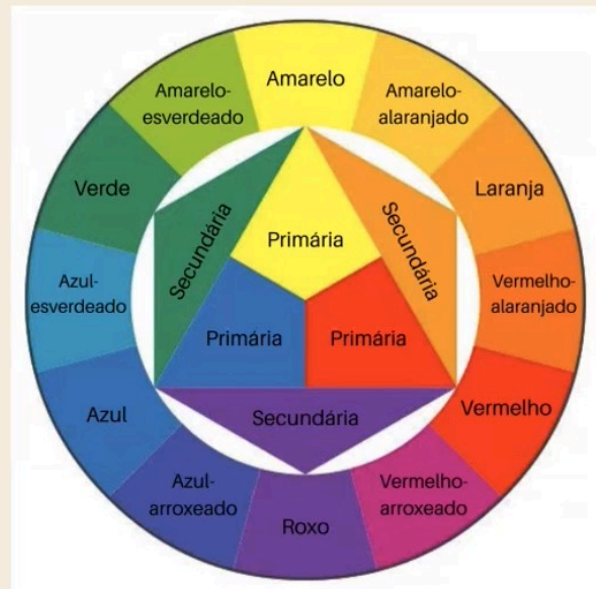 Amarelo
Amarelo-
esverdeado
Amarelo-
alaranjado
Verde
Laranja
Secundária
Primária
Secundária
Azul-
esverdeado
Vermelho-
alaranjado
Primária
Primária
Azul
Secundária
Vermelho
Azul-
arroxeado
Vermelho-
arroxeado
Roxo